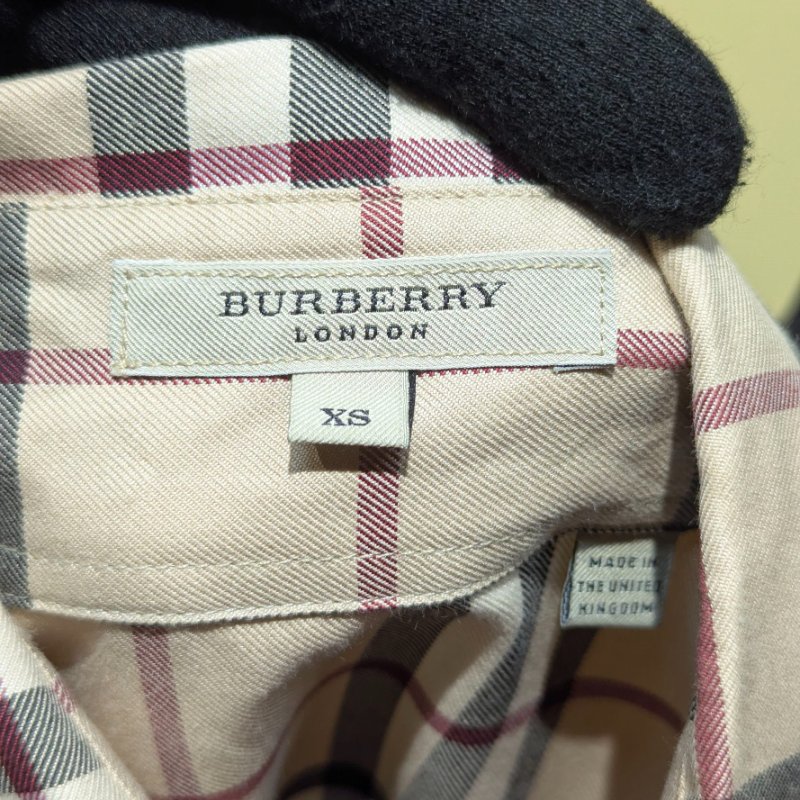 BURBERRY
LONDON
XS
MADE IN
THE UNITED
KINGDOM